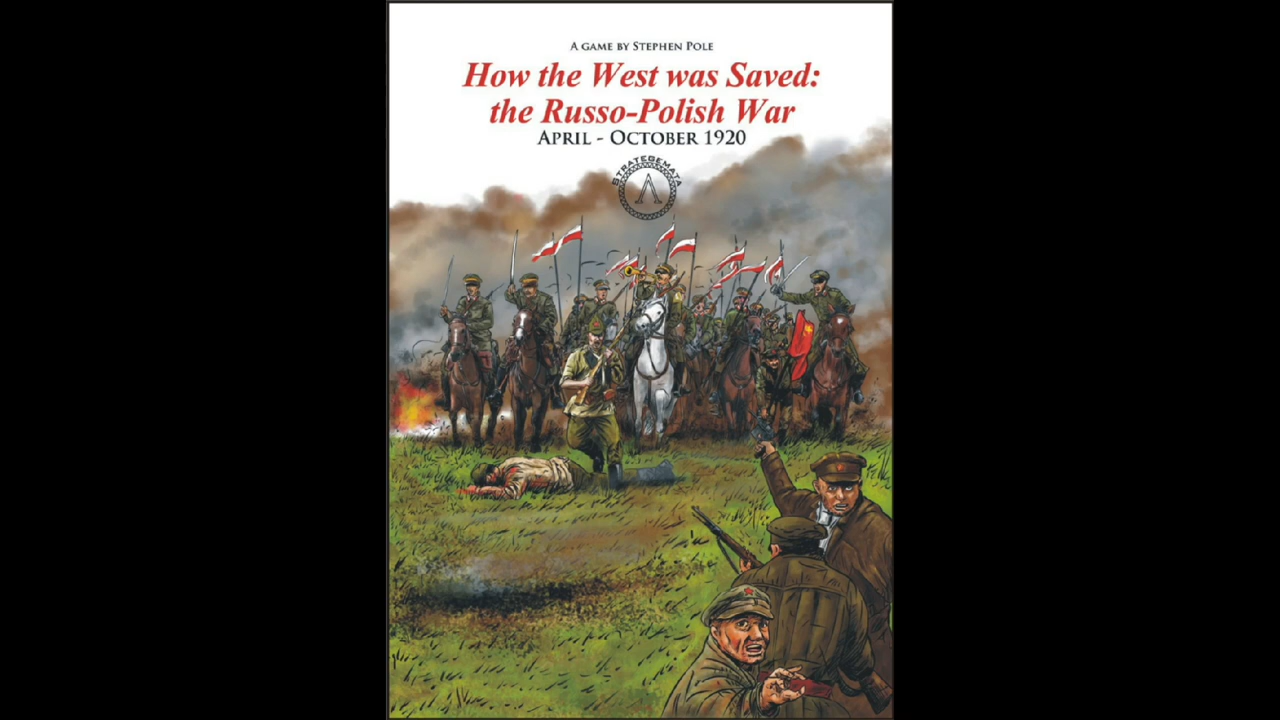 A GAME BY STEPHEN POLE
How the West was Saved:
the Russo-Polish War
APRIL - OCTOBER 1920
STRATEGEMATA